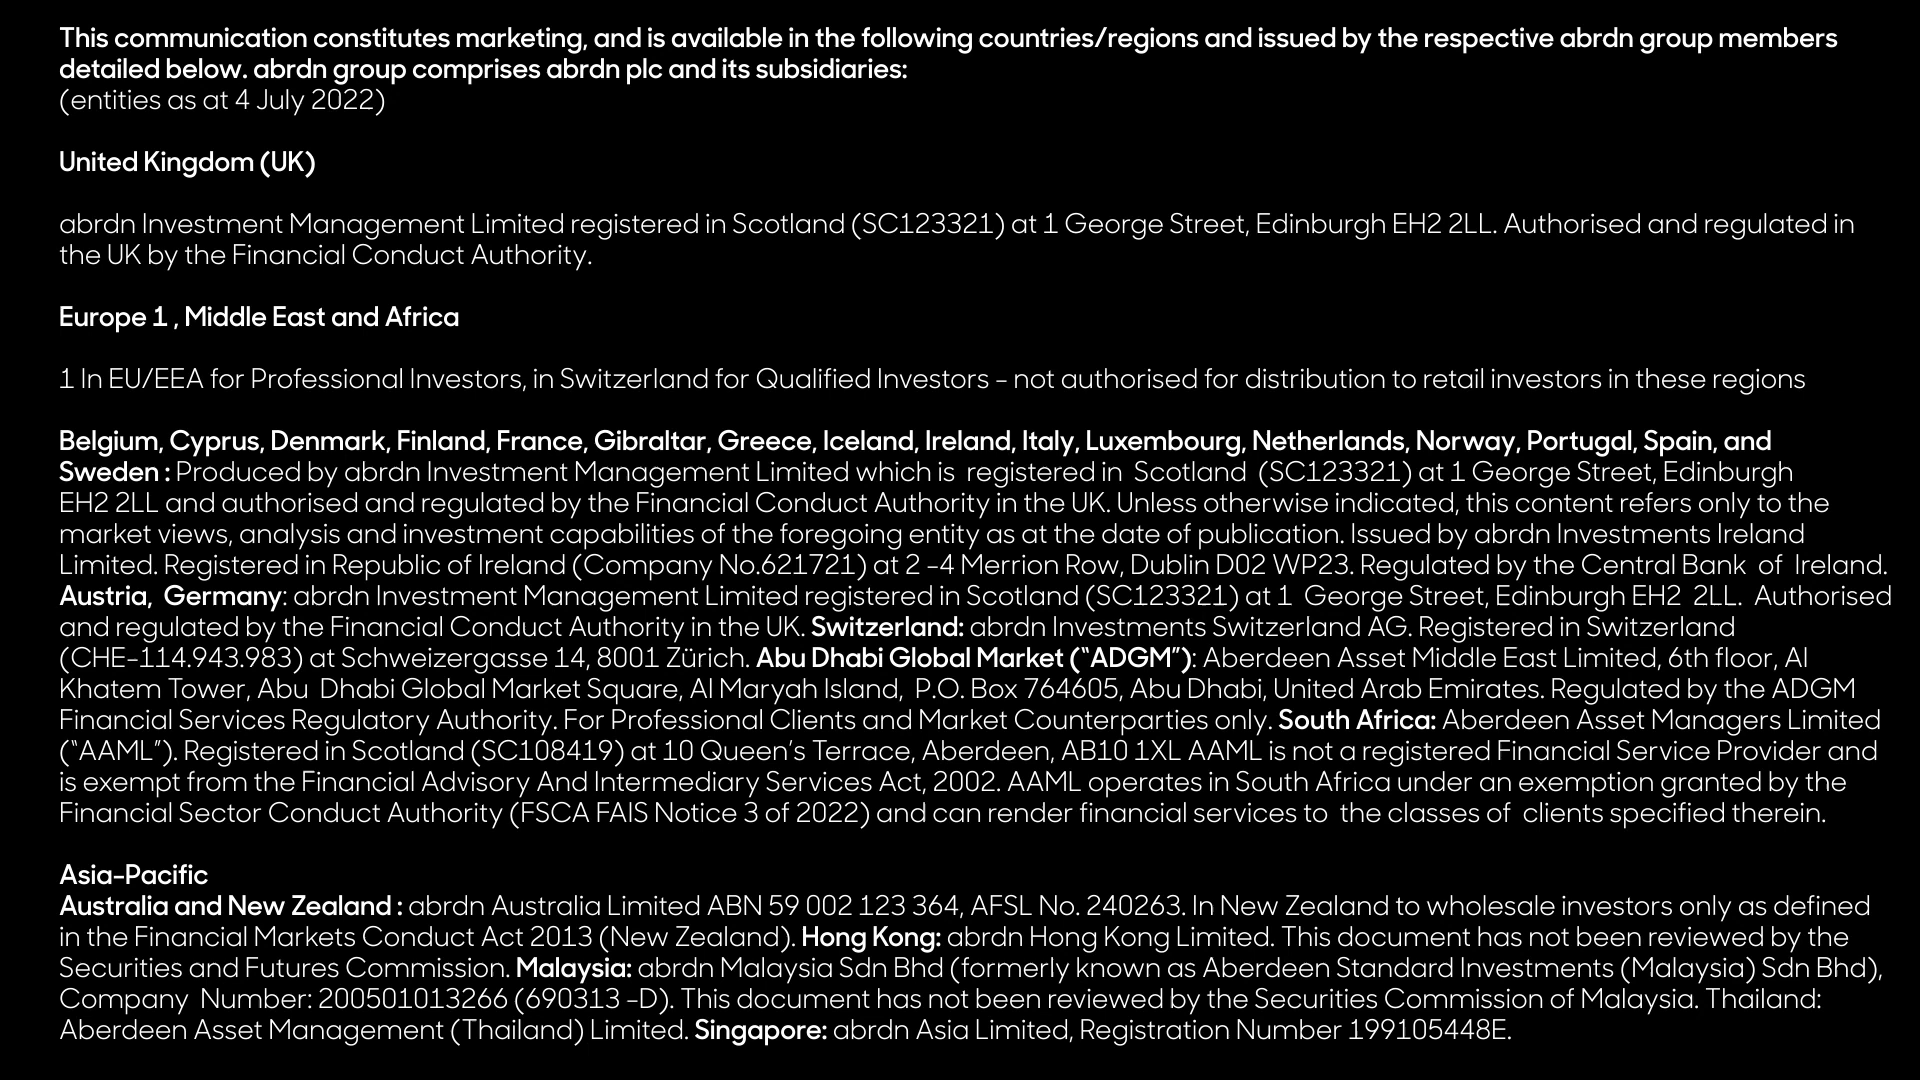 This communication constitutes marketing, and is available in the following countries/regions and issued by the respective abrdn group members
detailed below. abrdn group comprises abrdn plc and its subsidiaries:
(entities as at 4 July 2022)
United Kingdom (UK)
abrdn Investment Management Limited registered in Scotland (SC123321) at 1 George Street, Edinburgh EH2 2LL. Authorised and regulated in
the UK by the Financial Conduct Authority.
Europe 1 , Middle East and Africa
1 In EU/EEA for Professional Investors, in Switzerland for Qualified Investors – not authorised for distribution to retail investors in these regions
Belgium, Cyprus, Denmark, Finland, France, Gibraltar, Greece, Iceland, Ireland, Italy, Luxembourg, Netherlands, Norway, Portugal, Spain, and
Sweden : Produced by abrdn Investment Management Limited which is registered in Scotland (SC123321) at 1 George Street, Edinburgh
EH2 2LL and authorised and regulated by the Financial Conduct Authority in the UK. Unless otherwise indicated, this content refers only to the
market views, analysis and investment capabilities of the foregoing entity as at the date of publication. Issued by abrdn Investments Ireland
Limited. Registered in Republic of Ireland (Company No.621721) at 2 –4 Merrion Row, Dublin D02 WP23. Regulated by the Central Bank of Ireland.
Austria, Germany: abrdn Investment Management Limited registered in Scotland (SC123321) at 1 George Street, Edinburgh EH2 2LL. Authorised
and regulated by the Financial Conduct Authority in the UK. Switzerland: abrdn Investments Switzerland AG. Registered in Switzerland
(CHE–114.943.983) at Schweizergasse 14, 8001 Zürich. Abu Dhabi Global Market (“ADGM”): Aberdeen Asset Middle East Limited, 6th floor, Al
Khatem Tower, Abu Dhabi Global Market Square, Al Maryah Island, P.O. Box 764605, Abu Dhabi, United Arab Emirates. Regulated by the ADGM
Financial Services Regulatory Authority. For Professional Clients and Market Counterparties only. South Africa: Aberdeen Asset Managers Limited
(“AAML”). Registered in Scotland (SC108419) at 10 Queen’s Terrace, Aberdeen, AB10 1XL AAML is not a registered Financial Service Provider and
is exempt from the Financial Advisory And Intermediary Services Act, 2002. AAML operates in South Africa under an exemption granted by the
Financial Sector Conduct Authority (FSCA FAIS Notice 3 of 2022) and can render financial services to the classes of clients specified therein.
Asia–Pacific
Australia and New Zealand : abrdn Australia Limited ABN 59 002 123 364, AFSL No. 240263. In New Zealand to wholesale investors only as defined
in the Financial Markets Conduct Act 2013 (New Zealand). Hong Kong: abrdn Hong Kong Limited. This document has not been reviewed by the
Securities and Futures Commission. Malaysia: abrdn Malaysia Sdn Bhd (formerly known as Aberdeen Standard Investments (Malaysia) Sdn Bhd),
Company Number: 200501013266 (690313 –D). This document has not been reviewed by the Securities Commission of Malaysia. Thailand:
Aberdeen Asset Management (Thailand) Limited. Singapore: abrdn Asia Limited, Registration Number 199105448E.